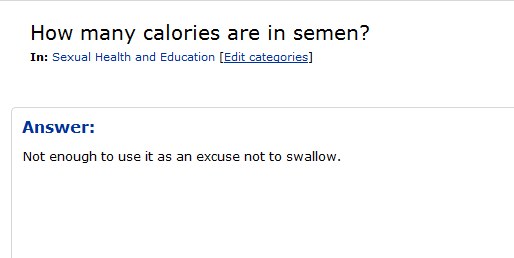 How many calories are in semen?
In: Sexual Health and Education [Edit categories]
Answer:
Not enough to use it as an excuse not to swallow.